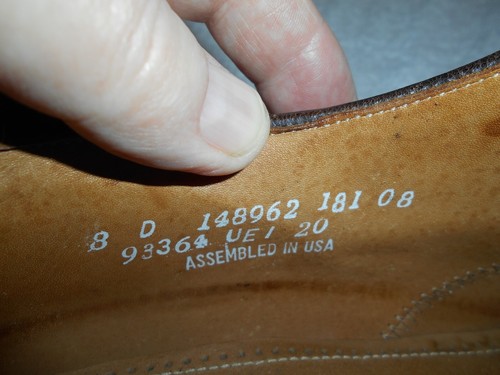 8 D 148962 181 08
93364 UE1 20
ASSEMBLED IN USA